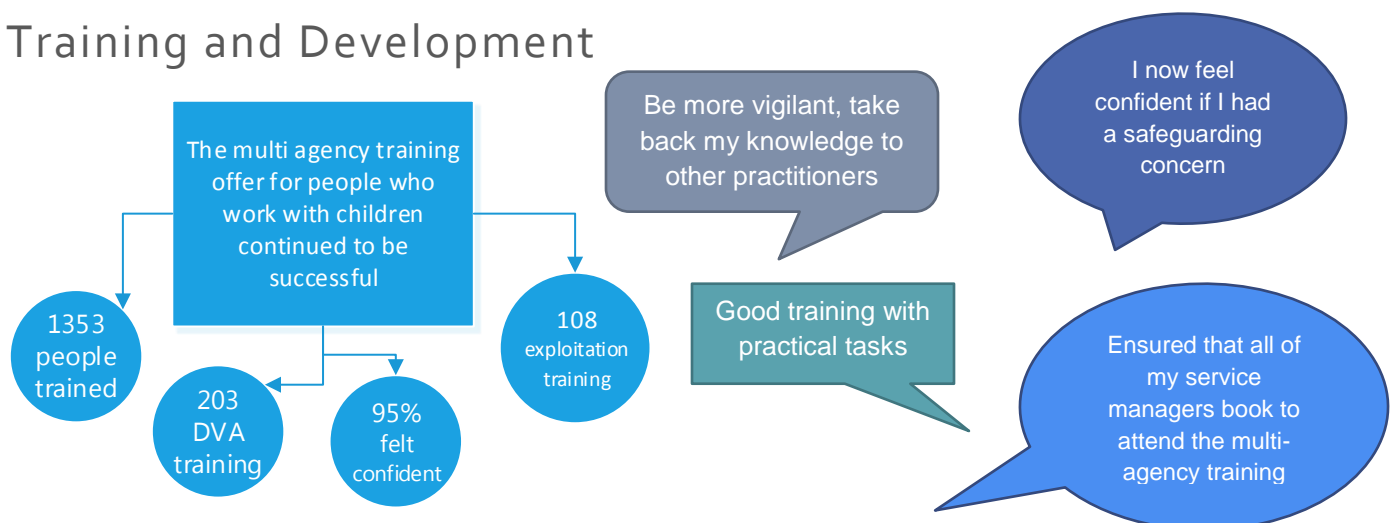 Training and Development
The multi agency training
offer for people who
work with children
continued to be
successful
1353
people
trained
203
DVA
training
95%
felt
confident
108
exploitation
training
Be more vigilant, take
back my knowledge to
other practitioners
I now feel
confident if I had
a safeguarding
concern
Good training with
practical tasks
Ensured that all of
my service
managers book to
attend the multi-
agency training